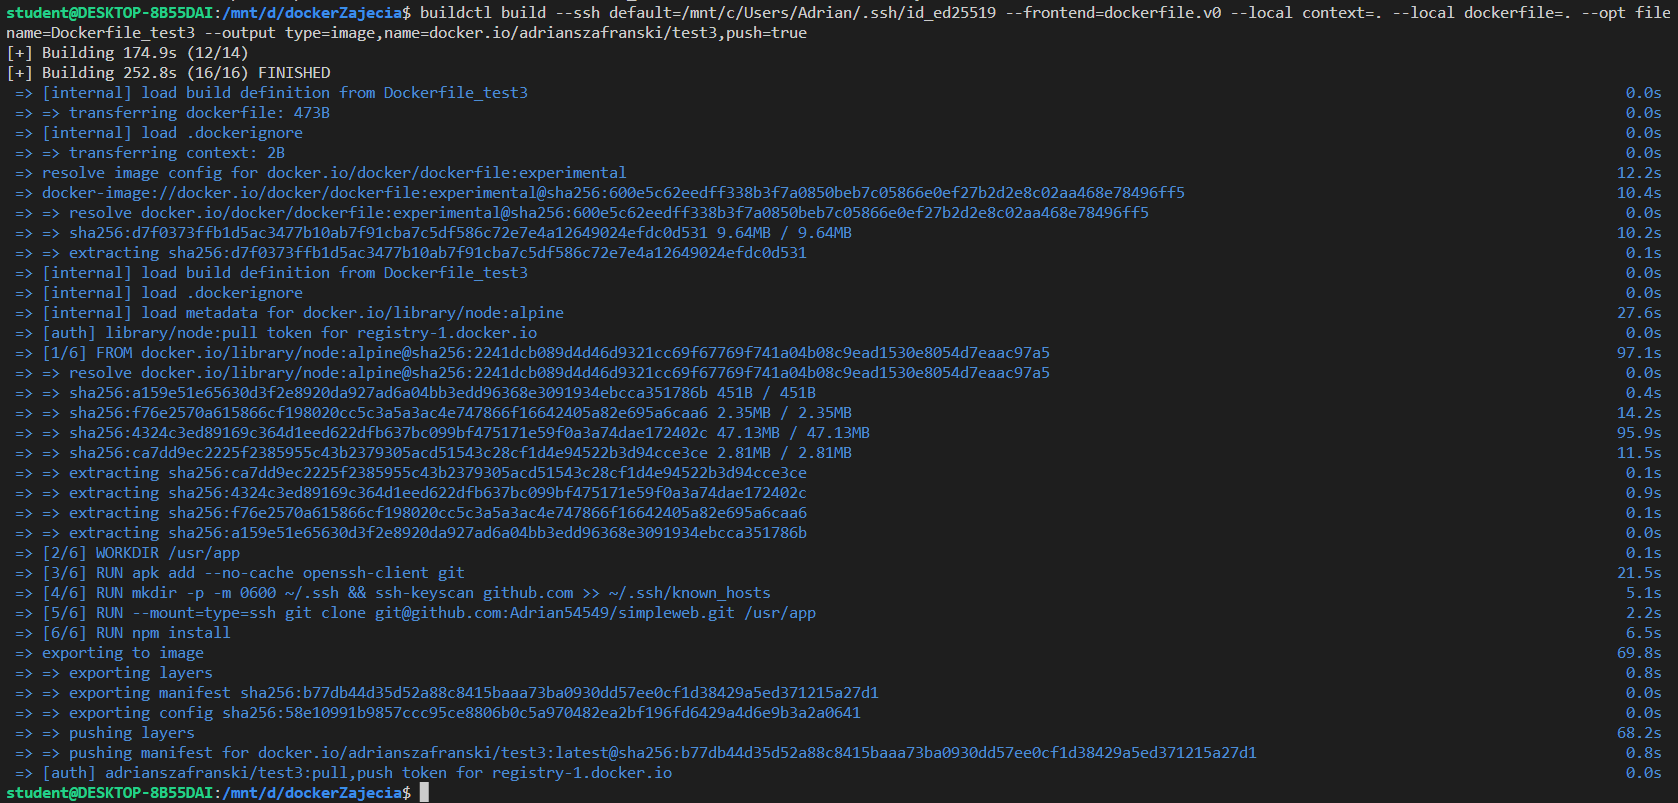 student@DESKTOP-8B55DAI:/mnt/d/dockerZajecia$ buildctl build --ssh default=/mnt/c/Users/Adrian/.ssh/id_ed25519 --frontend=dockerfile.v0 --local context=. --local dockerfile=. --opt file
name=Dockerfile_test3 --output type=image,name=docker.io/adrianszafranski/test3,push=true
[+] Building 174.9s (12/14)
[+] Building 252.8s (16/16) FINISHED
=> [internal] load build definition from Dockerfile_test3 0.0s
=> => transferring dockerfile: 473B 0.0s
=> [internal] load .dockerignore 0.0s
=> => transferring context: 2B 0.0s
=> resolve image config for docker.io/docker/dockerfile:experimental 12.2s
=> docker-image://docker.io/docker/dockerfile:experimental@sha256:600e5c62eedff338b3f7a0850beb7c05866e0ef27b2d2e8c02aa468e78496ff5 10.4s
=> => resolve docker.io/docker/dockerfile:experimental@sha256:600e5c62eedff338b3f7a0850beb7c05866e0ef27b2d2e8c02aa468e78496ff5 0.0s
=> => sha256:d7f0373ffb1d5ac3477b10ab7f91cba7c5df586c72e7e4a12649024efdc0d531 9.64MB / 9.64MB 10.2s
=> => extracting sha256:d7f0373ffb1d5ac3477b10ab7f91cba7c5df586c72e7e4a12649024efdc0d531 0.1s
=> [internal] load build definition from Dockerfile_test3 0.0s
=> [internal] load .dockerignore 0.0s
=> [internal] load metadata for docker.io/library/node:alpine 27.6s
=> [auth] library/node:pull token for registry-1.docker.io 0.0s
=> [1/6] FROM docker.io/library/node:alpine@sha256:2241dcb089d4d46d9321cc69f67769f741a04b08c9ead1530e8054d7eaac97a5 97.1s
=> => resolve docker.io/library/node:alpine@sha256:2241dcb089d4d46d9321cc69f67769f741a04b08c9ead1530e8054d7eaac97a5 0.0s
=> => sha256:a159e51e65630d3f2e8920da927ad6a04bb3edd96368e3091934ebcca351786b 451B / 451B 0.4s
=> => sha256:f76e2570a615866cf198020cc5c3a5a3ac4e747866f16642405a82e695a6caa6 2.35MB / 2.35MB 14.2s
=> => sha256:4324c3ed89169c364d1eed622dfb637bc099bf475171e59f0a3a74dae172402c 47.13MB / 47.13MB 95.9s
=> => sha256:ca7dd9ec2225f2385955c43b2379305acd51543c28cf1d4e94522b3d94cce3ce 2.81MB / 2.81MB 11.5s
=> => extracting sha256:ca7dd9ec2225f2385955c43b2379305acd51543c28cf1d4e94522b3d94cce3ce 0.1s
=> => extracting sha256:4324c3ed89169c364d1eed622dfb637bc099bf475171e59f0a3a74dae172402c 0.9s
=> => extracting sha256:f76e2570a615866cf198020cc5c3a5a3ac4e747866f16642405a82e695a6caa6 0.1s
=> => extracting sha256:a159e51e65630d3f2e8920da927ad6a04bb3edd96368e3091934ebcca351786b 0.0s
=> [2/6] WORKDIR /usr/app 0.1s
=> [3/6] RUN apk add --no-cache openssh-client git 21.5s
=> [4/6] RUN mkdir -p -m 0600 ~/.ssh && ssh-keyscan github.com >> ~/.ssh/known_hosts 5.1s
=> [5/6] RUN --mount=type=ssh git clone git@github.com:Adrian54549/simpleweb.git /usr/app 2.2s
=> [6/6] RUN npm install 6.5s
=> exporting to image 69.8s
=> => exporting layers 0.8s
=> => exporting manifest sha256:b77db44d35d52a88c8415baaa73ba0930dd57ee0cf1d38429a5ed371215a27d1 0.0s
=> => exporting config sha256:58e10991b9857ccc95ce8806b0c5a970482ea2bf196fd6429a4d6e9b3a2a0641 0.0s
=> => pushing layers 68.2s
=> => pushing manifest for docker.io/adrianszafranski/test3:latest@sha256:b77db44d35d52a88c8415baaa73ba0930dd57ee0cf1d38429a5ed371215a27d1 0.8s
=> [auth] adrianszafranski/test3:pull,push token for registry-1.docker.io 0.0s
student@DESKTOP-8B55DAI:/mnt/d/dockerZajecia$